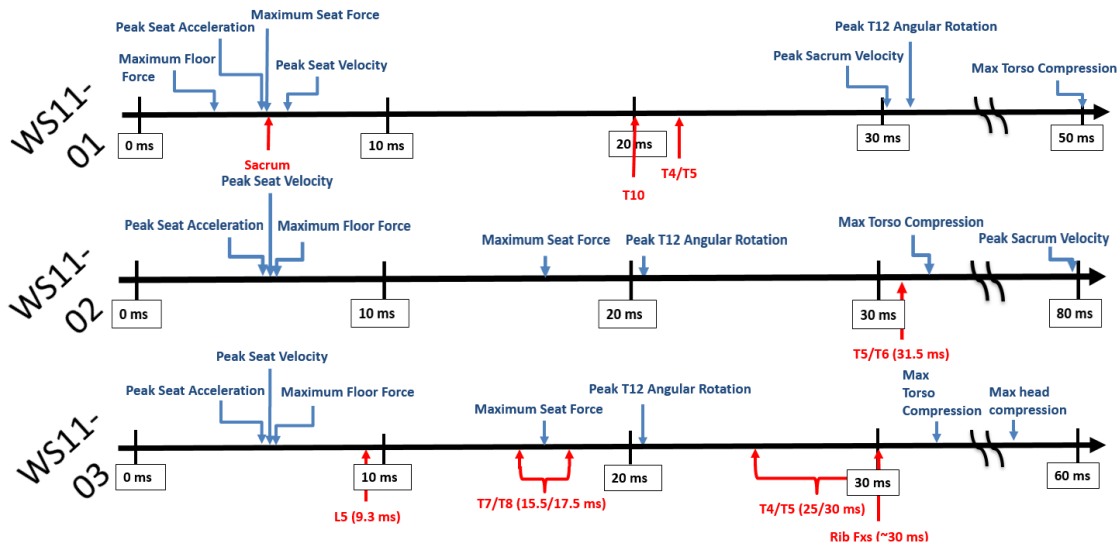 Maximum Seat Force
Peak Seat Acceleration
Peak T12 Angular Rotation
Maximum Floor
Force
Peak Seat Velocity
Peak Sacrum Velocity
Max Torso Compression
WS11-
01
0 ms
10 ms
20 ms
30 ms
50 ms
Sacrum
T4/T5
T10
Peak Seat Velocity
Peak Seat Acceleration
Maximum Floor Force
Maximum Seat Force
Peak T12 Angular Rotation
Max Torso Compression
Peak Sacrum Velocity
WS11-
02
0 ms
10 ms
20 ms
30 ms
80 ms
T5/T6 (31.5 ms)
Peak Seat Velocity
Peak Seat Acceleration
Maximum Floor Force
Maximum Seat Force
Peak T12 Angular Rotation
Max
Torso
Compression
Max head
compression
WS11-
03
0 ms
10 ms
20 ms
30 ms
60 ms
L5 (9.3 ms)
T7/T8 (15.5/17.5 ms)
T4/T5 (25/30 ms)
Rib Fxs (~30 ms)